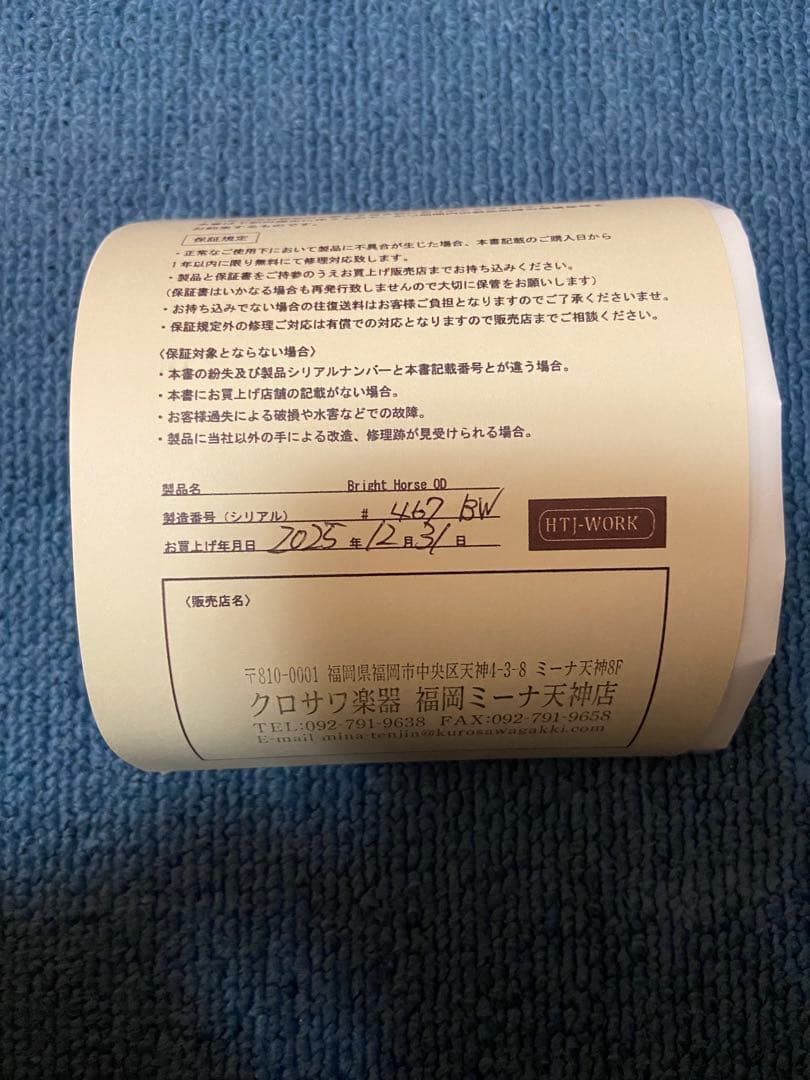 お約束するものです。
保証規定
・正常なご使用下において製品に不具合が生じた場合、本書記載のご購入日から
1年以内に限り無料にて修理対応致します。
・製品と保証書をご持参のうえお買上げ販売店までお持ち込みください。
(保証書はいかなる場合も再発行致しませんので大切に保管をお願いします)
・お持ち込みでない場合の往復送料はお客様ご負担となりますのでご了承くださいませ。
・保証規定外の修理ご対応は有償での対応となりますので販売店までご相談ください。
〈保証対象とならない場合〉
・本書の紛失及び製品シリアルナンバーと本書記載番号とが違う場合。
・本書にお買上げ店舗の記載がない場合。
・お客様過失による破損や水害などでの故障。
・製品に当社以外の手による改造、修理跡が見受けられる場合。
製品名 Bright Horse OD
製造番号(シリアル) # 467 BW
お買上げ年月日 2025年12月31日
HTJ-WORK
〈販売店名〉
〒810-0001 福岡県福岡市中央区天神4-3-8 ミーナ天神8F
クロサワ楽器 福岡ミーナ天神店
TEL:092-791-9638 FAX:092-791-9658
E-mail mina-tenjin@kurosawagakki.com